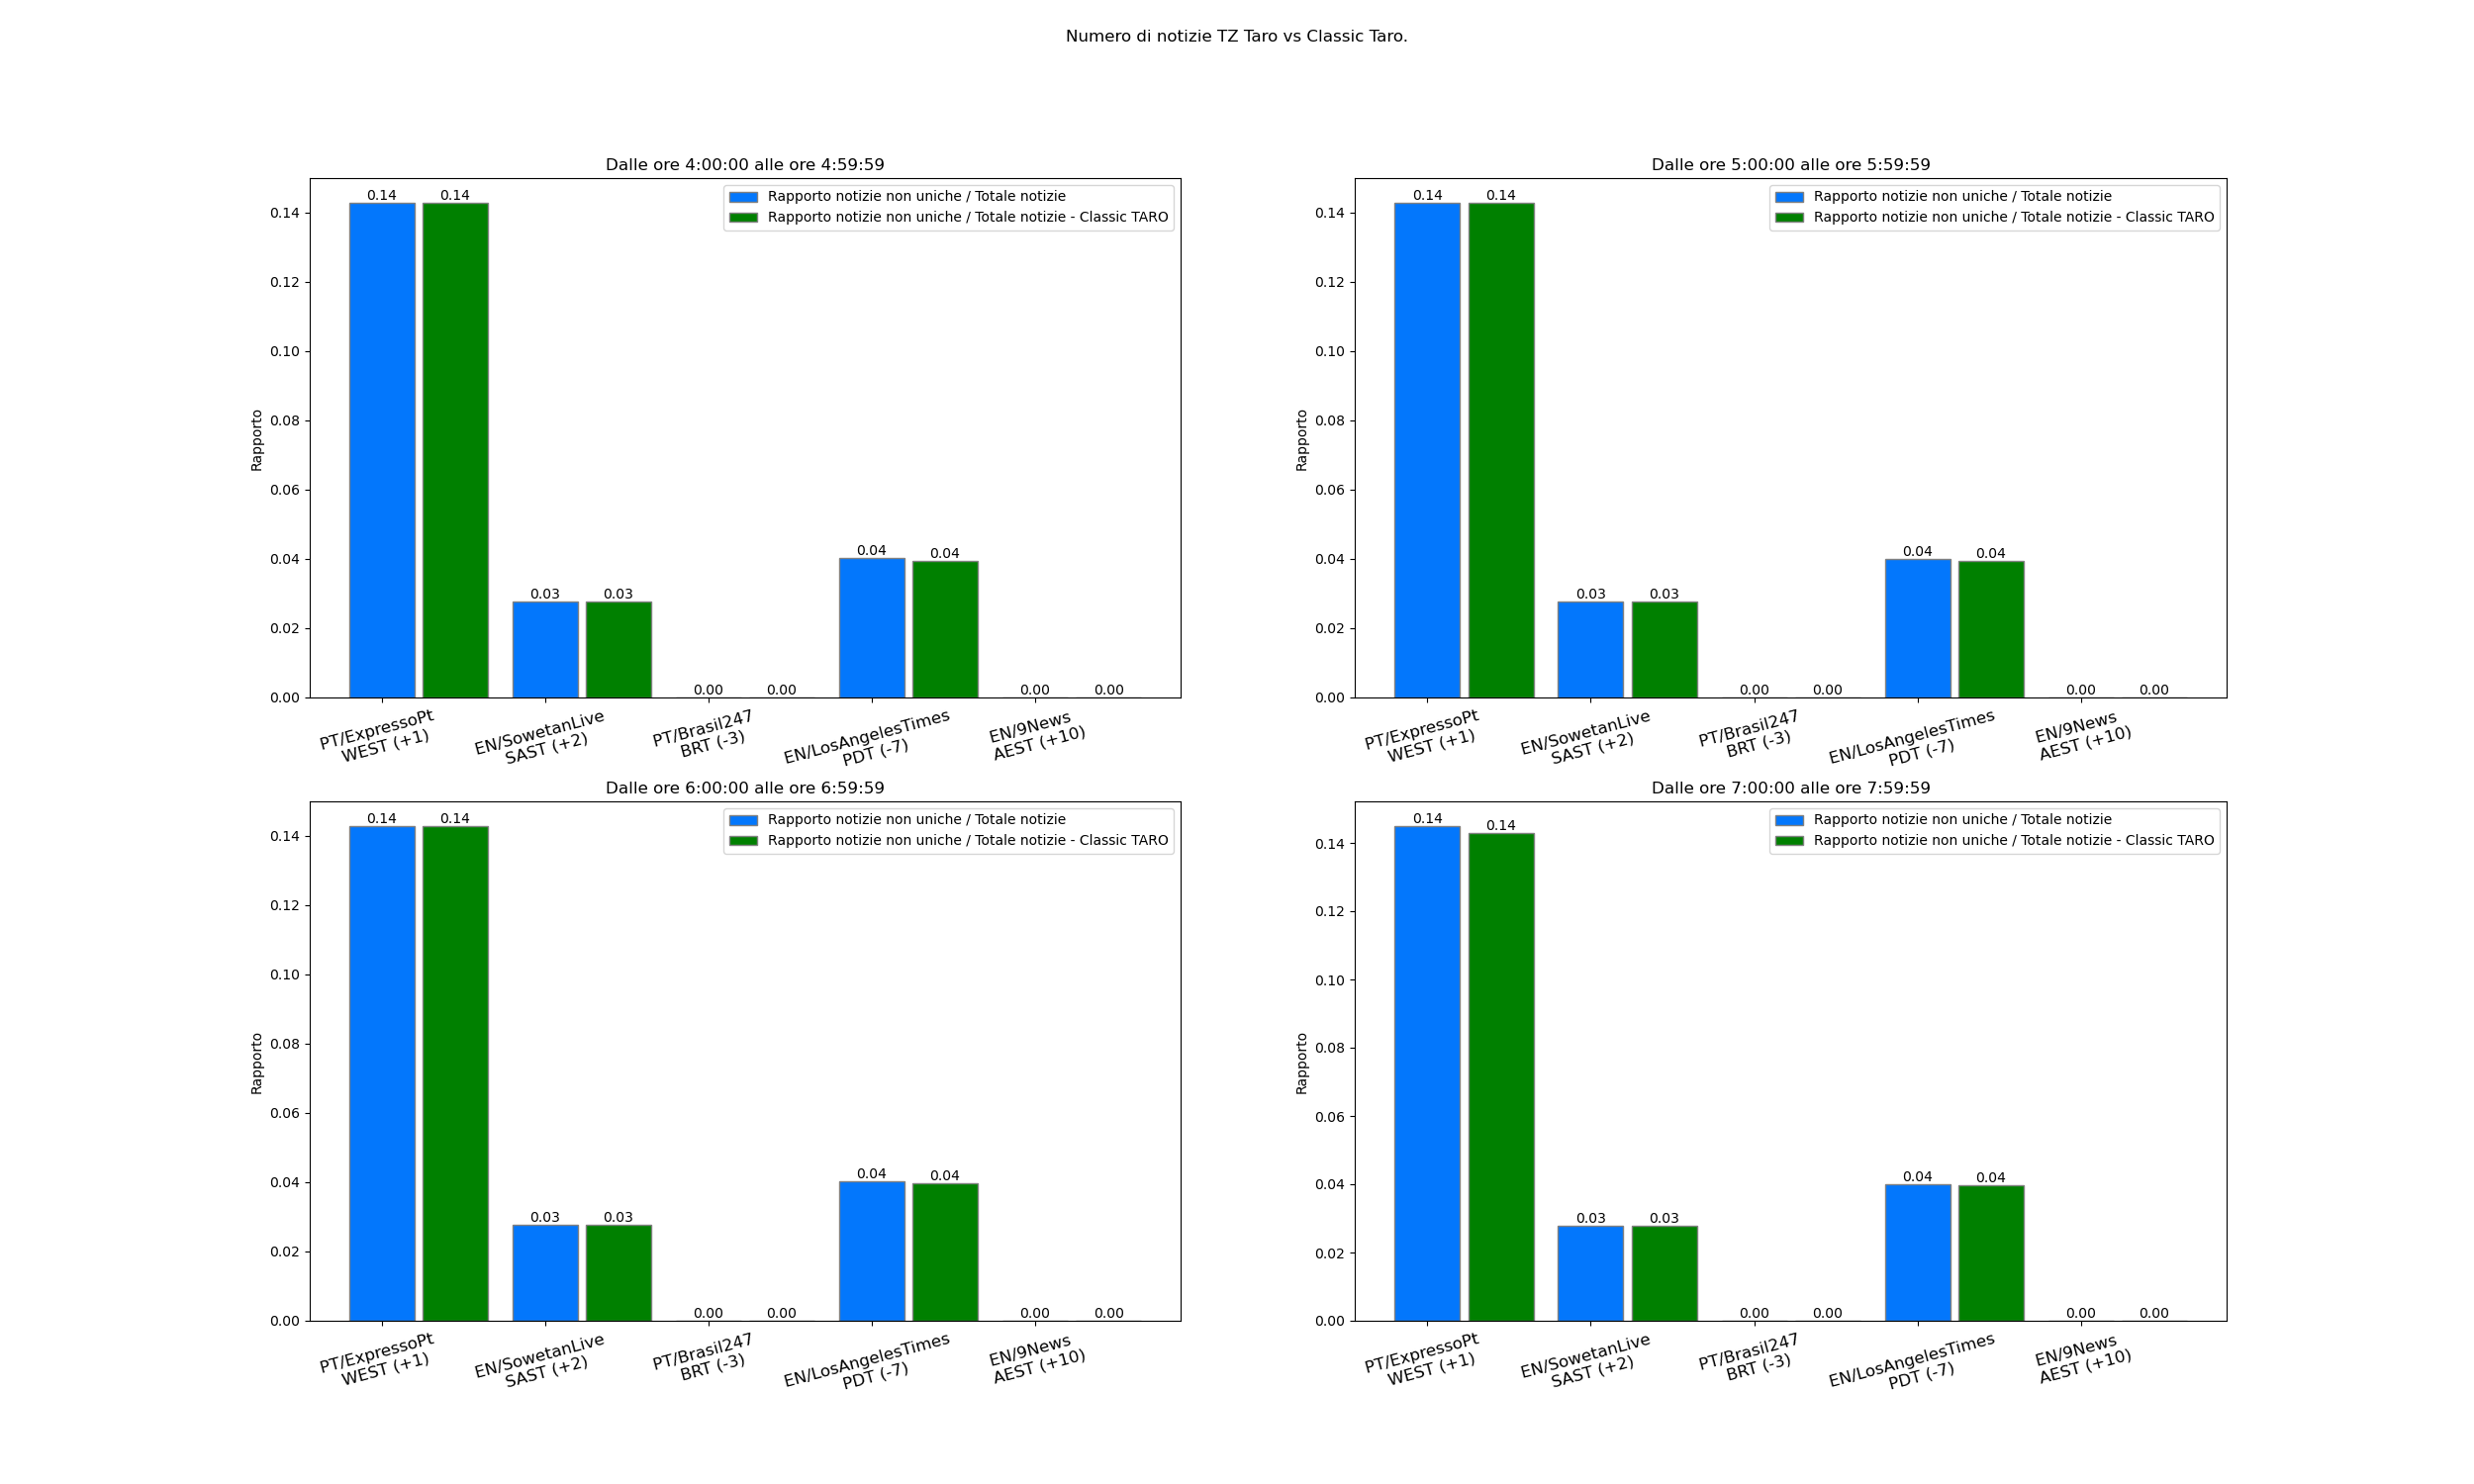 Numero di notizie TZ Taro vs Classic Taro.
Dalle ore 4:00:00 alle ore 4:59:59
Rapporto notizie non uniche / Totale notizie
Rapporto notizie non uniche / Totale notizie - Classic TARO
Rapporto
0.14
0.12
0.10
0.08
0.06
0.04
0.02
0.00
0.14 0.14 0.03 0.03 0.00 0.00 0.04 0.04 0.00 0.00
PT/ExpressoPt
WEST (+1)
EN/SowetanLive
SAST (+2)
PT/Brasil247
BRT (-3)
EN/LosAngelesTimes
PDT (-7)
EN/9News
AEST (+10)
Dalle ore 5:00:00 alle ore 5:59:59
Rapporto notizie non uniche / Totale notizie
Rapporto notizie non uniche / Totale notizie - Classic TARO
Rapporto
0.14
0.12
0.10
0.08
0.06
0.04
0.02
0.00
0.14 0.14 0.03 0.03 0.00 0.00 0.04 0.04 0.00 0.00
PT/ExpressoPt
WEST (+1)
EN/SowetanLive
SAST (+2)
PT/Brasil247
BRT (-3)
EN/LosAngelesTimes
PDT (-7)
EN/9News
AEST (+10)
Dalle ore 6:00:00 alle ore 6:59:59
Rapporto notizie non uniche / Totale notizie
Rapporto notizie non uniche / Totale notizie - Classic TARO
Rapporto
0.14
0.12
0.10
0.08
0.06
0.04
0.02
0.00
0.14 0.14 0.03 0.03 0.00 0.00 0.04 0.04 0.00 0.00
PT/ExpressoPt
WEST (+1)
EN/SowetanLive
SAST (+2)
PT/Brasil247
BRT (-3)
EN/LosAngelesTimes
PDT (-7)
EN/9News
AEST (+10)
Dalle ore 7:00:00 alle ore 7:59:59
Rapporto notizie non uniche / Totale notizie
Rapporto notizie non uniche / Totale notizie - Classic TARO
Rapporto
0.14
0.12
0.10
0.08
0.06
0.04
0.02
0.00
0.14 0.14 0.03 0.03 0.00 0.00 0.04 0.04 0.00 0.00
PT/ExpressoPt
WEST (+1)
EN/SowetanLive
SAST (+2)
PT/Brasil247
BRT (-3)
EN/LosAngelesTimes
PDT (-7)
EN/9News
AEST (+10)